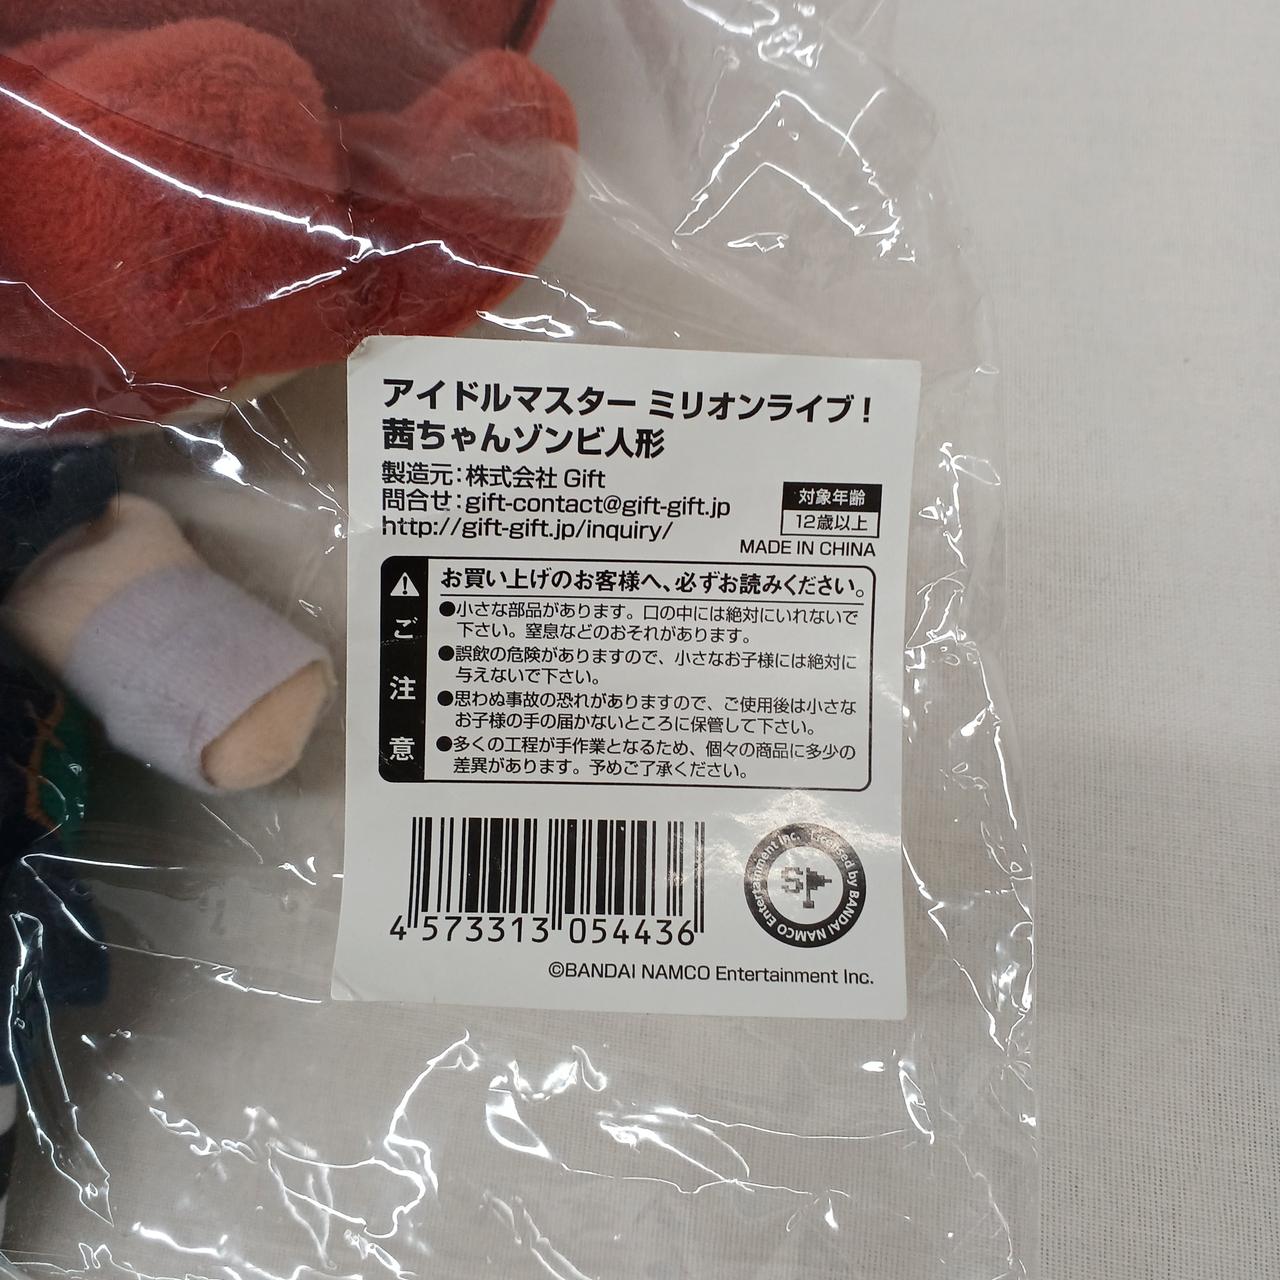 アイドルマスター ミリオンライブ！
茜ちゃんゾンビ人形
製造元：株式会社 Gift
問合せ：gift-contact@gift-gift.jp
http://gift-gift.jp/inquiry/
対象年齢
12歳以上
MADE IN CHINA
ご注意
お買い上げのお客様へ、必ずお読みください。
●小さな部品があります。口の中には絶対にいれないで
下さい。窒息などのおそれがあります。
●誤飲の危険がありますので、小さなお子様には絶対に
与えないで下さい。
●思わぬ事故の恐れがありますので、ご使用後は小さな
お子様の手の届かないところに保管して下さい。
●多くの工程が手作業となるため、個々の商品に多少の
差異があります。予めご了承ください。
4 573313 054436
Licensed by BANDAI NAMCO Entertainment Inc.
©BANDAI NAMCO Entertainment Inc.